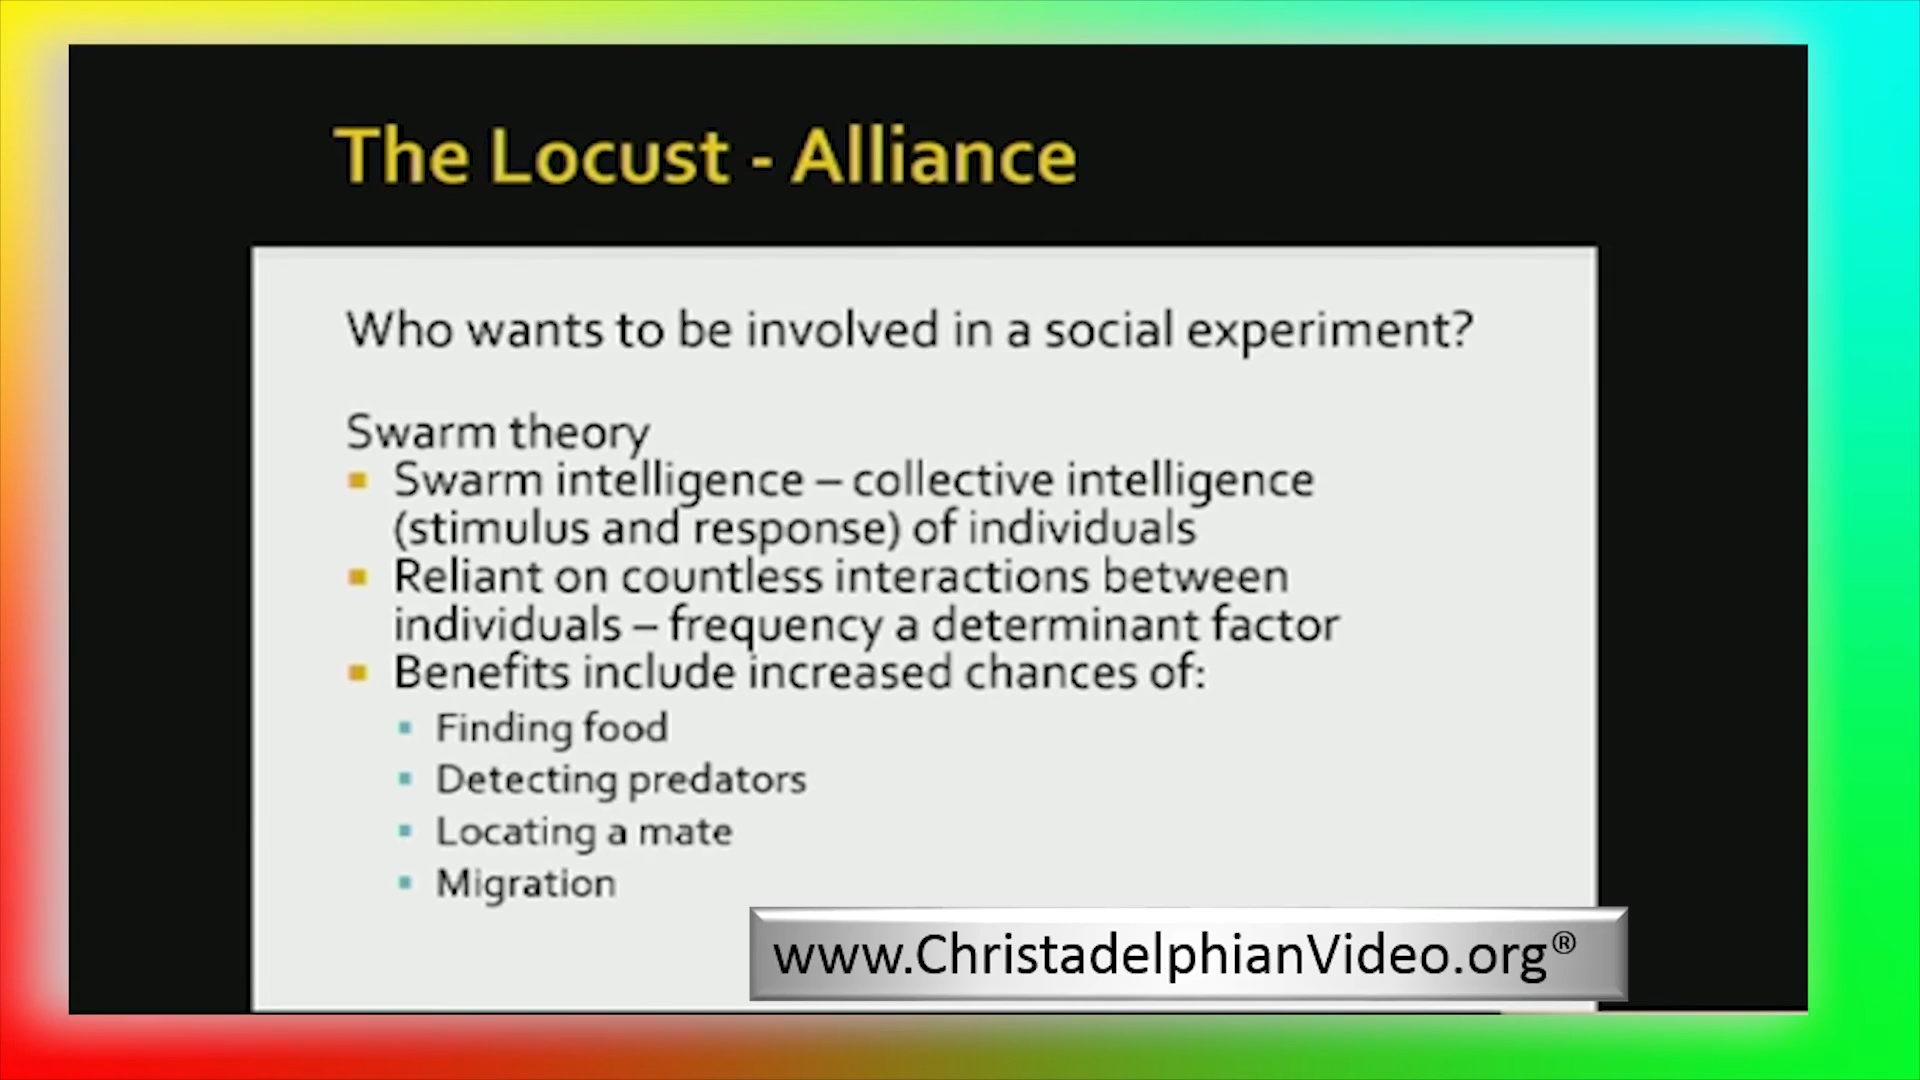 The Locust - Alliance
Who wants to be involved in a social experiment?
Swarm theory
Swarm intelligence – collective intelligence
(stimulus and response) of individuals
Reliant on countless interactions between
individuals – frequency a determinant factor
Benefits include increased chances of:
Finding food
Detecting predators
Locating a mate
Migration
www.ChristadelphianVideo.org®